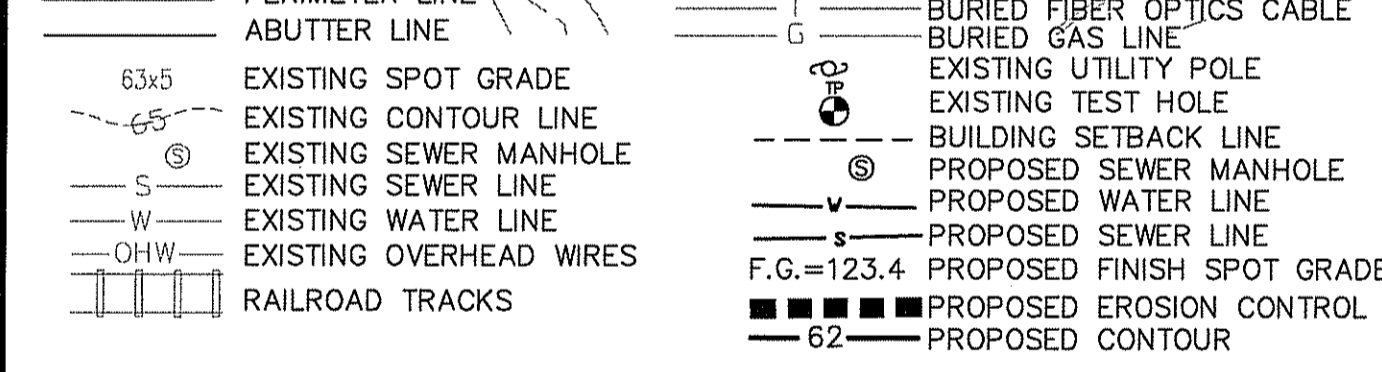 PERIMETER LINE
ABUTTER LINE
63x5 EXISTING SPOT GRADE
65 EXISTING CONTOUR LINE
S EXISTING SEWER MANHOLE
S EXISTING SEWER LINE
W EXISTING WATER LINE
OHW EXISTING OVERHEAD WIRES
RAILROAD TRACKS
T BURIED FIBER OPTICS CABLE
G BURIED GAS LINE
EXISTING UTILITY POLE
TP EXISTING TEST HOLE
BUILDING SETBACK LINE
S PROPOSED SEWER MANHOLE
W PROPOSED WATER LINE
S PROPOSED SEWER LINE
F.G.=123.4 PROPOSED FINISH SPOT GRADE
PROPOSED EROSION CONTROL
62 PROPOSED CONTOUR